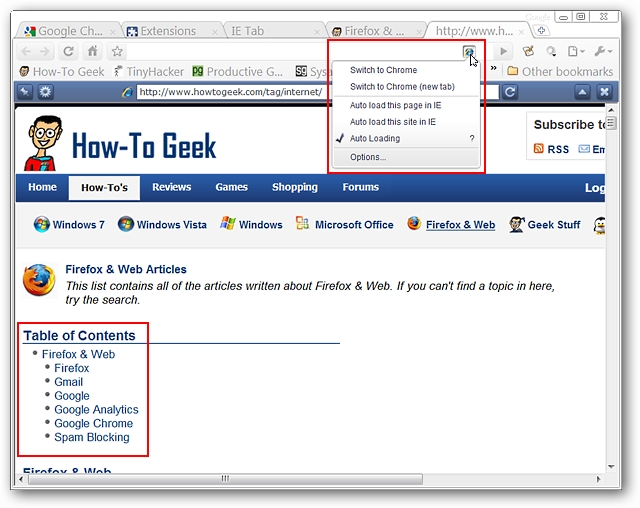 Google
Google Ch...
Extensions
IE Tab
Firefox &
http://www.h
How-To Geek
TinyHacker
Productive G...
Sys
Other bookmarks
http://www.howtogeek.com/tag/internet/
Switch to Chrome
Switch to Chrome (new tab)
Auto load this page in IE
Auto load this site in IE
Auto Loading ?
Options...
How-To Geek
Subscribe to
RSS
Em
Home
How-To's
Reviews
Games
Shopping
Forums
Log
Windows 7
Windows Vista
Windows
Microsoft Office
Firefox & Web
Geek Stuff
Firefox & Web Articles
This list contains all of the articles written about Firefox & Web. If you can't find a topic in here,
try the search.
Table of Contents
Firefox & Web
Firefox
Gmail
Google
Google Analytics
Google Chrome
Spam Blocking
Firefox & Web